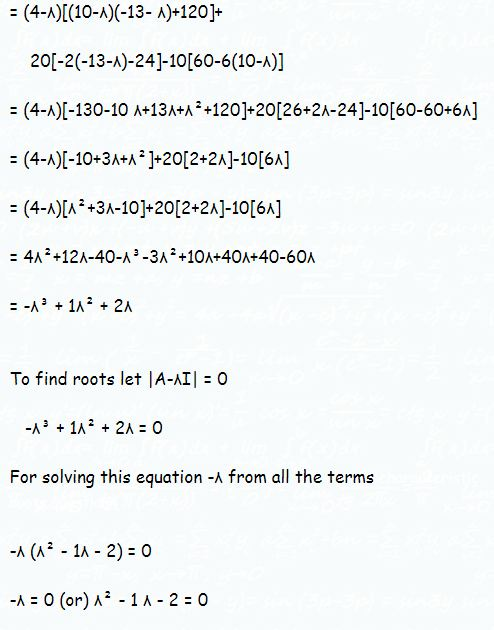 = (4-λ)[(10-λ)(-13- λ)+120]+
20[-2(-13-λ)-24]-10[60-6(10-λ)]
= (4-λ)[-130-10 λ+13λ+λ²+120]+20[26+2λ-24]-10[60-60+6λ]
= (4-λ)[-10+3λ+λ²]+20[2+2λ]-10[6λ]
= (4-λ)[λ²+3λ-10]+20[2+2λ]-10[6λ]
= 4λ²+12λ-40-λ³-3λ²+10λ+40λ+40-60λ
= -λ³ + 1λ² + 2λ
To find roots let |A-λI| = 0
-λ³ + 1λ² + 2λ = 0
For solving this equation -λ from all the terms
-λ (λ² - 1λ - 2) = 0
-λ = 0 (or) λ² - 1 λ - 2 = 0